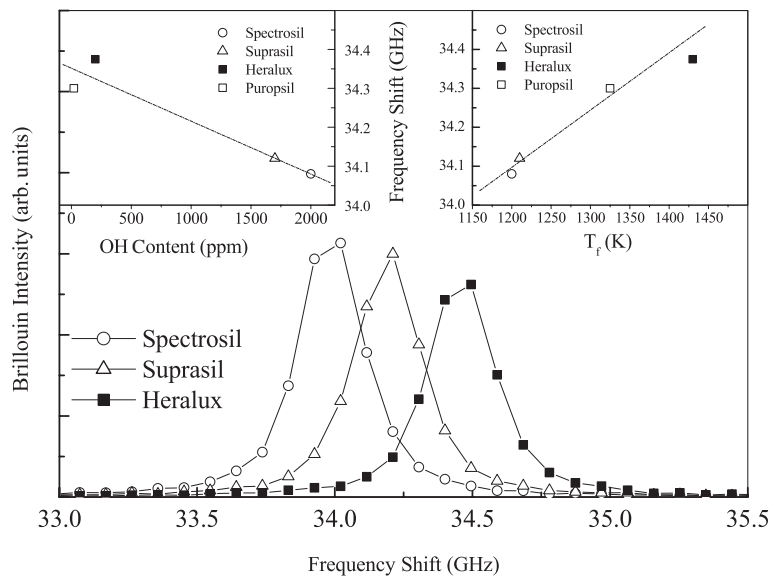 Spectrosil
Suprasil
Heralux
Puropsil
34.4
34.3
34.2
34.1
34.0
0 500 1000 1500 2000
OH Content (ppm)
Frequency Shift (GHz)
Spectrosil
Suprasil
Heralux
Puropsil
34.4
34.3
34.2
34.1
34.0
1150 1200 1250 1300 1350 1400 1450
T_f (K)
Brillouin Intensity (arb. units)
Spectrosil
Suprasil
Heralux
33.0 33.5 34.0 34.5 35.0 35.5
Frequency Shift (GHz)